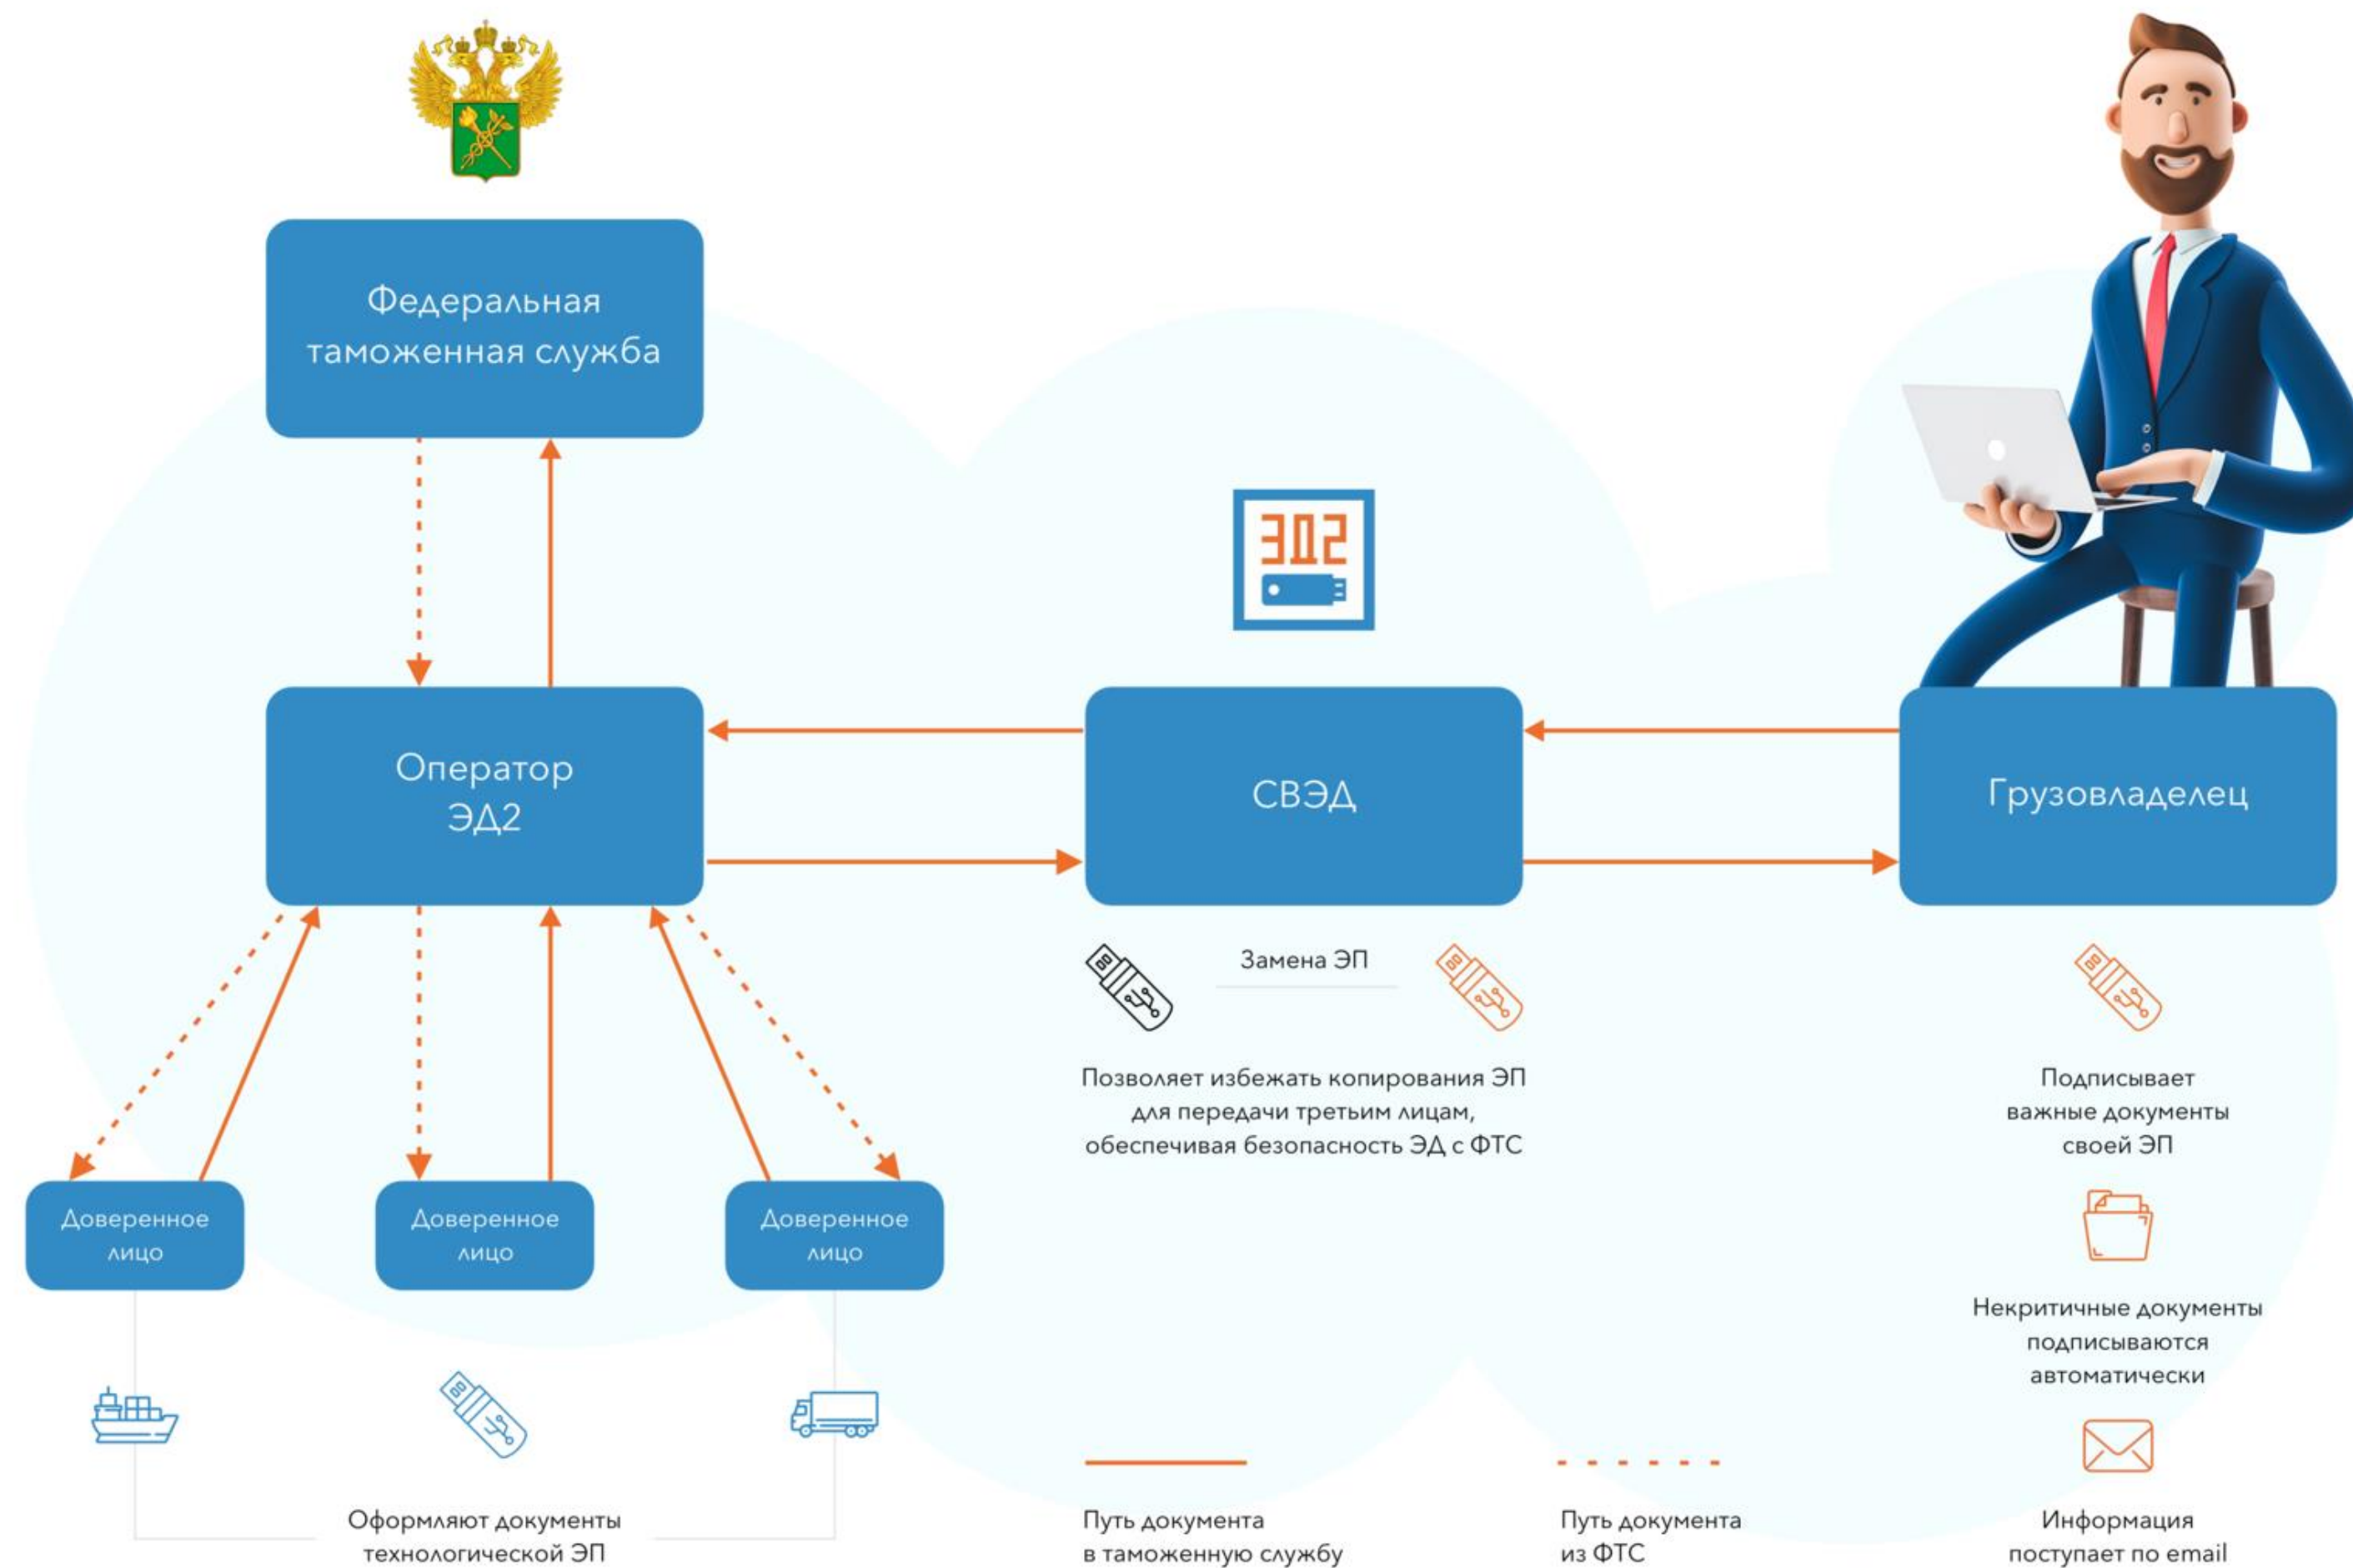 Федеральная
таможенная служба
ЭД2
Оператор
ЭД2
СВЭД
Грузовладелец
Замена ЭП
Позволяет избежать копирования ЭП
для передачи третьим лицам,
обеспечивая безопасность ЭД с ФТС
Подписывает
важные документы
своей ЭП
Доверенное
лицо
Доверенное
лицо
Доверенное
лицо
Некритичные документы
подписываются
автоматически
Оформляют документы
технологической ЭП
Путь документа
в таможенную службу
Путь документа
из ФТС
Информация
поступает по email